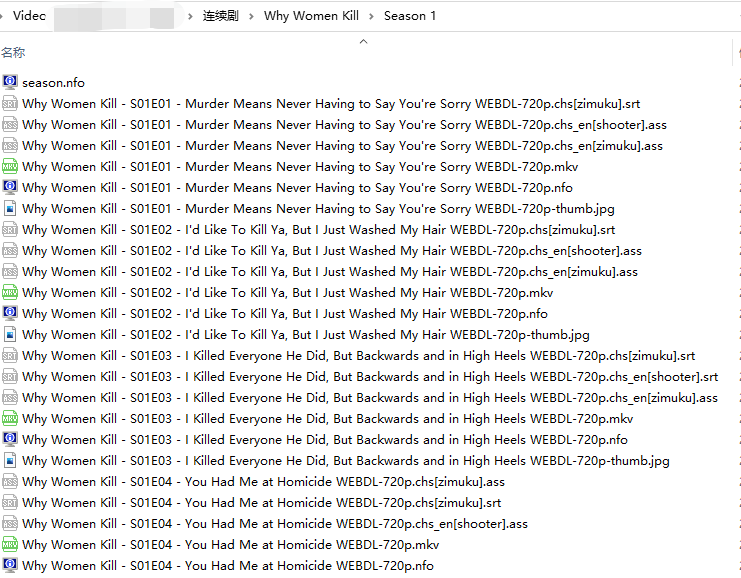 Video > 连续剧 > Why Women Kill > Season 1
名称
season.nfo
Why Women Kill - S01E01 - Murder Means Never Having to Say You're Sorry WEBDL-720p.chs[zimuku].srt
Why Women Kill - S01E01 - Murder Means Never Having to Say You're Sorry WEBDL-720p.chs_en[shooter].ass
Why Women Kill - S01E01 - Murder Means Never Having to Say You're Sorry WEBDL-720p.chs_en[zimuku].ass
Why Women Kill - S01E01 - Murder Means Never Having to Say You're Sorry WEBDL-720p.mkv
Why Women Kill - S01E01 - Murder Means Never Having to Say You're Sorry WEBDL-720p.nfo
Why Women Kill - S01E01 - Murder Means Never Having to Say You're Sorry WEBDL-720p-thumb.jpg
Why Women Kill - S01E02 - I'd Like To Kill Ya, But I Just Washed My Hair WEBDL-720p.chs[zimuku].srt
Why Women Kill - S01E02 - I'd Like To Kill Ya, But I Just Washed My Hair WEBDL-720p.chs_en[shooter].ass
Why Women Kill - S01E02 - I'd Like To Kill Ya, But I Just Washed My Hair WEBDL-720p.chs_en[zimuku].ass
Why Women Kill - S01E02 - I'd Like To Kill Ya, But I Just Washed My Hair WEBDL-720p.mkv
Why Women Kill - S01E02 - I'd Like To Kill Ya, But I Just Washed My Hair WEBDL-720p.nfo
Why Women Kill - S01E02 - I'd Like To Kill Ya, But I Just Washed My Hair WEBDL-720p-thumb.jpg
Why Women Kill - S01E03 - I Killed Everyone He Did, But Backwards and in High Heels WEBDL-720p.chs[zimuku].srt
Why Women Kill - S01E03 - I Killed Everyone He Did, But Backwards and in High Heels WEBDL-720p.chs_en[shooter].srt
Why Women Kill - S01E03 - I Killed Everyone He Did, But Backwards and in High Heels WEBDL-720p.chs_en[zimuku].ass
Why Women Kill - S01E03 - I Killed Everyone He Did, But Backwards and in High Heels WEBDL-720p.mkv
Why Women Kill - S01E03 - I Killed Everyone He Did, But Backwards and in High Heels WEBDL-720p.nfo
Why Women Kill - S01E03 - I Killed Everyone He Did, But Backwards and in High Heels WEBDL-720p-thumb.jpg
Why Women Kill - S01E04 - You Had Me at Homicide WEBDL-720p.chs[zimuku].ass
Why Women Kill - S01E04 - You Had Me at Homicide WEBDL-720p.chs[zimuku].srt
Why Women Kill - S01E04 - You Had Me at Homicide WEBDL-720p.chs_en[shooter].ass
Why Women Kill - S01E04 - You Had Me at Homicide WEBDL-720p.mkv
Why Women Kill - S01E04 - You Had Me at Homicide WEBDL-720p.nfo